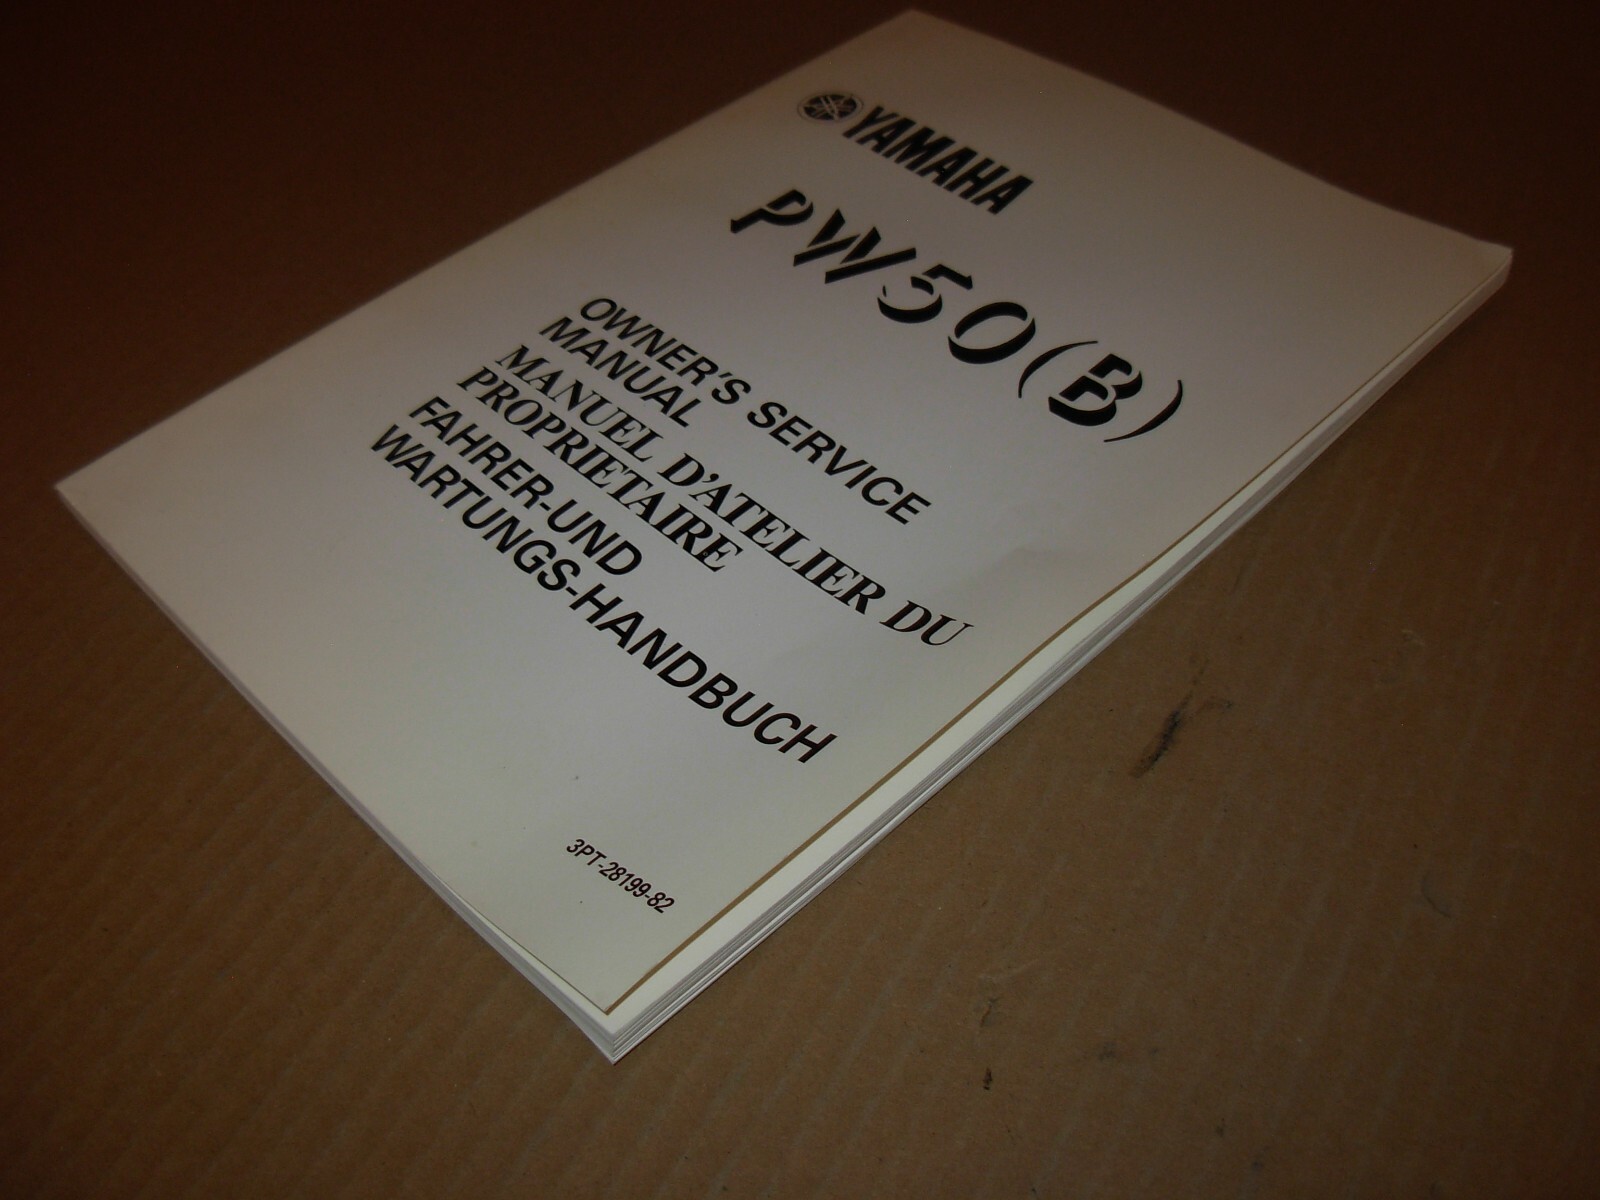 YAMAHA
PW50(B)
OWNER'S SERVICE
MANUAL
MANUEL D'ATELIER DU
PROPRIETAIRE
FAHRER-UND
WARTUNGS-HANDBUCH
3PT-28199-82